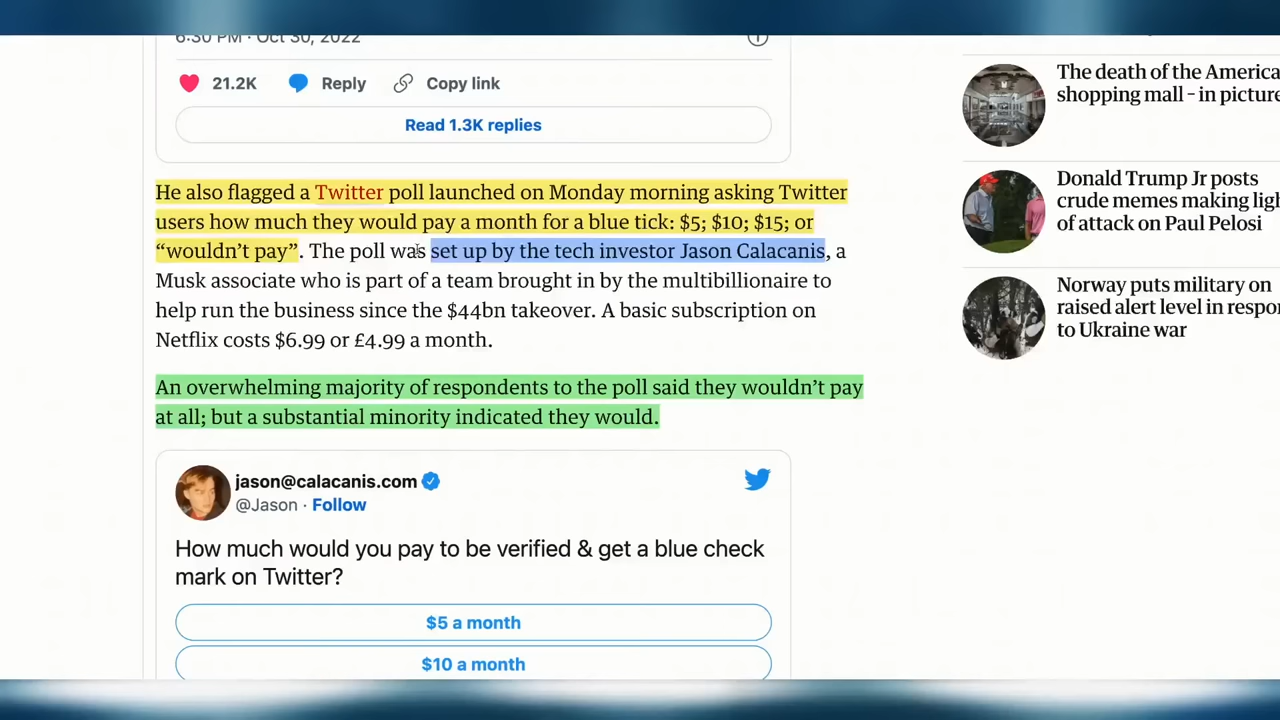 6:30 PM · Oct 30, 2022
21.2K Reply Copy link
Read 1.3K replies
He also flagged a Twitter poll launched on Monday morning asking Twitter
users how much they would pay a month for a blue tick: $5; $10; $15; or
“wouldn’t pay”. The poll was set up by the tech investor Jason Calacanis, a
Musk associate who is part of a team brought in by the multibillionaire to
help run the business since the $44bn takeover. A basic subscription on
Netflix costs $6.99 or £4.99 a month.
An overwhelming majority of respondents to the poll said they wouldn’t pay
at all; but a substantial minority indicated they would.
jason@calacanis.com
@Jason · Follow
How much would you pay to be verified & get a blue check
mark on Twitter?
$5 a month
$10 a month
The death of the America
shopping mall – in picture
Donald Trump Jr posts
crude memes making ligh
of attack on Paul Pelosi
Norway puts military on
raised alert level in respo
to Ukraine war